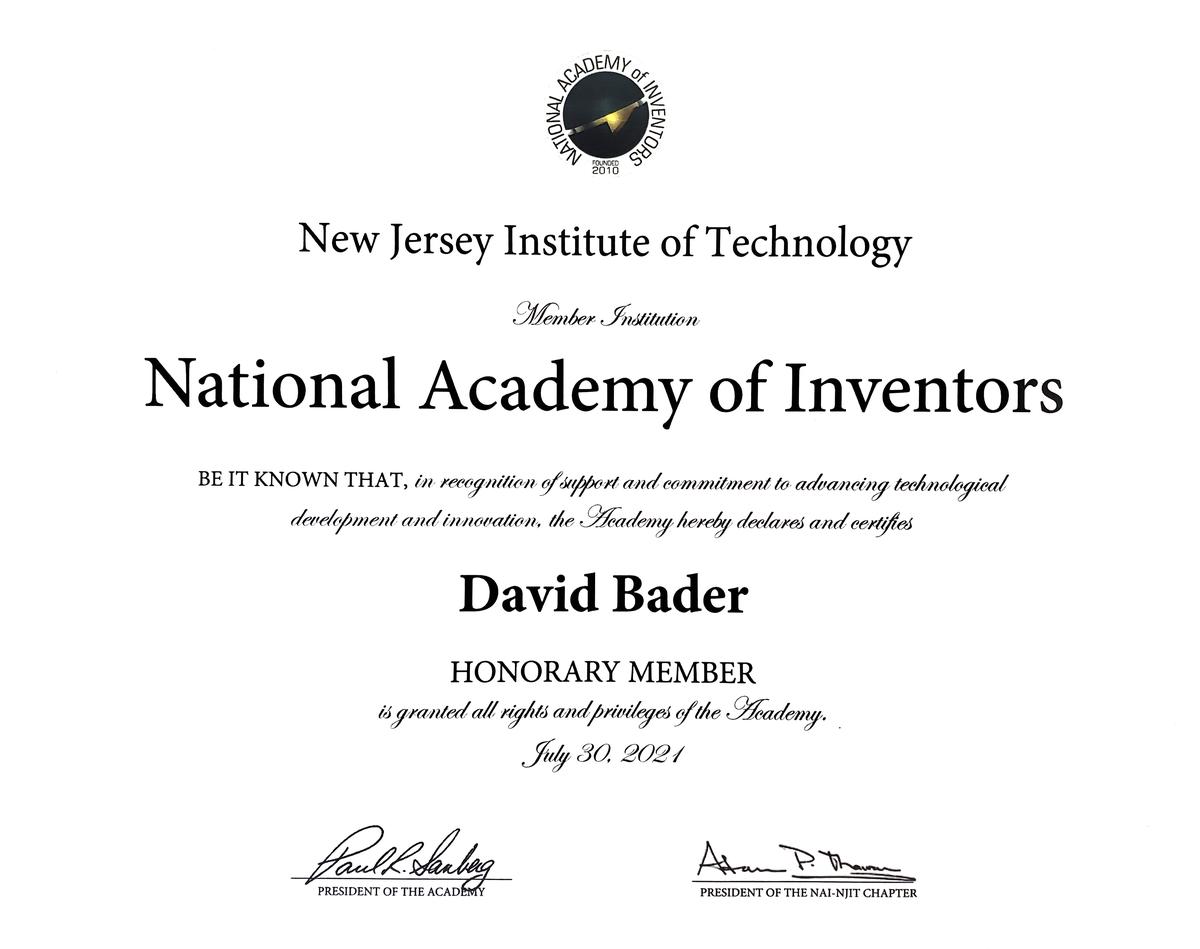 NATIONAL ACADEMY of INVENTORS
FOUNDED
2010
New Jersey Institute of Technology
Member Institution
National Academy of Inventors
BE IT KNOWN THAT, in recognition of support and commitment to advancing technological
development and innovation, the Academy hereby declares and certifies
David Bader
HONORARY MEMBER
is granted all rights and privileges of the Academy.
July 30, 2021
Paul R. Sanberg
PRESIDENT OF THE ACADEMY
PRESIDENT OF THE NAI-NJIT CHAPTER